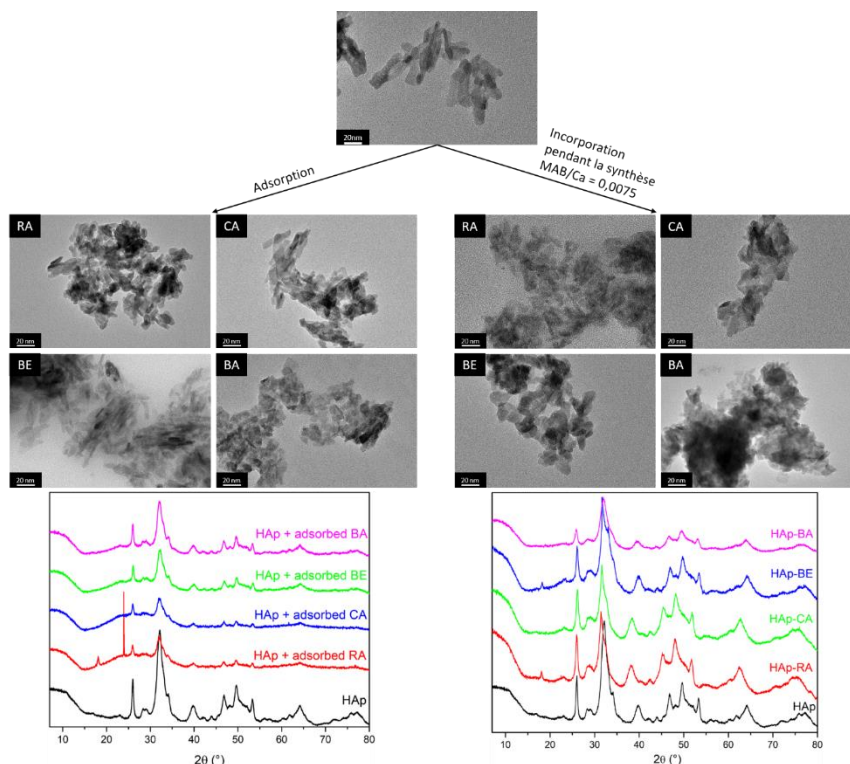 20nm
Adsorption
Incorporation
pendant la synthèse
MAB/Ca = 0,0075
RA
20 nm
CA
20 nm
BE
20 nm
BA
20 nm
RA
20 nm
CA
20 nm
BE
20 nm
BA
20 nm
HAp + adsorbed BA
HAp + adsorbed BE
HAp + adsorbed CA
HAp + adsorbed RA
HAp
10 20 30 40 50 60 70 80
2θ (°)
HAp-BA
HAp-BE
HAp-CA
HAp-RA
HAp
10 20 30 40 50 60 70 80
2θ (°)